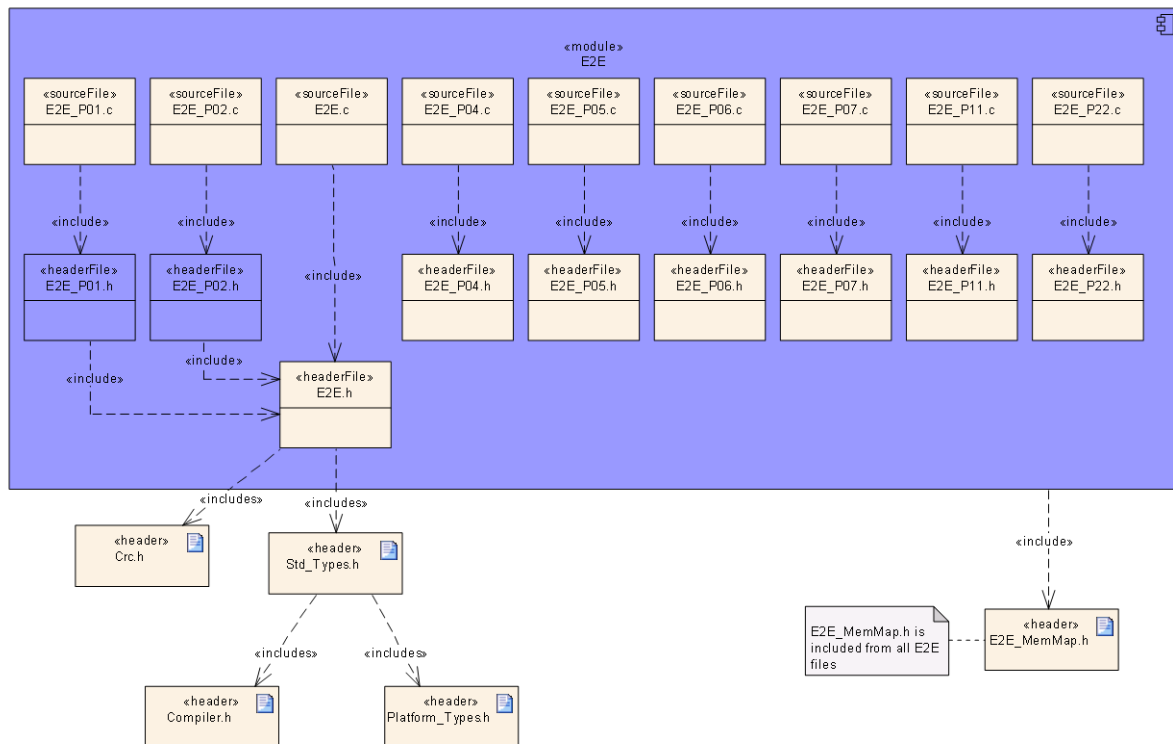 «module»
E2E
«sourceFile»
E2E_P01.c
«sourceFile»
E2E_P02.c
«sourceFile»
E2E.c
«sourceFile»
E2E_P04.c
«sourceFile»
E2E_P05.c
«sourceFile»
E2E_P06.c
«sourceFile»
E2E_P07.c
«sourceFile»
E2E_P11.c
«sourceFile»
E2E_P22.c
«include»
«include»
«include»
«include»
«include»
«include»
«include»
«include»
«headerFile»
E2E_P01.h
«headerFile»
E2E_P02.h
«include»
«headerFile»
E2E_P04.h
«headerFile»
E2E_P05.h
«headerFile»
E2E_P06.h
«headerFile»
E2E_P07.h
«headerFile»
E2E_P11.h
«headerFile»
E2E_P22.h
«include»
«include»
«headerFile»
E2E.h
«includes»
«includes»
«header»
Crc.h
«header»
Std_Types.h
«include»
E2E_MemMap.h is
included from all E2E
files
«header»
E2E_MemMap.h
«includes»
«includes»
«header»
Compiler.h
«header»
Platform_Types.h